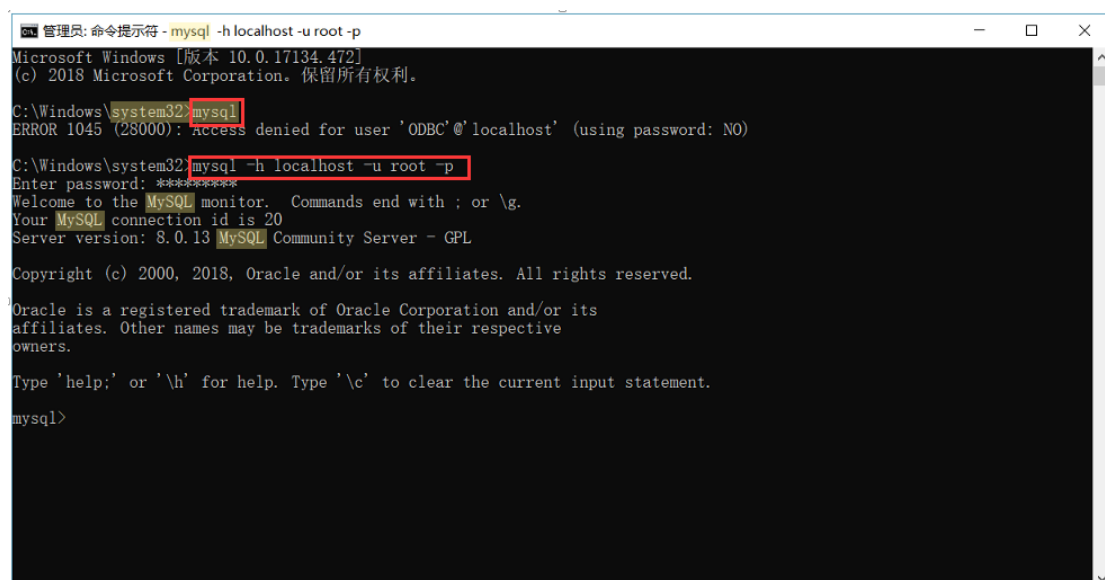 管理员: 命令提示符 - mysql -h localhost -u root -p
Microsoft Windows [版本 10.0.17134.472]
(c) 2018 Microsoft Corporation。保留所有权利。
C:\Windows\system32>mysql
ERROR 1045 (28000): Access denied for user 'ODBC'@'localhost' (using password: NO)
C:\Windows\system32>mysql -h localhost -u root -p
Enter password: *********
Welcome to the MySQL monitor.  Commands end with ; or \g.
Your MySQL connection id is 20
Server version: 8.0.13 MySQL Community Server - GPL
Copyright (c) 2000, 2018, Oracle and/or its affiliates. All rights reserved.
Oracle is a registered trademark of Oracle Corporation and/or its
affiliates. Other names may be trademarks of their respective
owners.
Type 'help;' or '\h' for help. Type '\c' to clear the current input statement.
mysql>